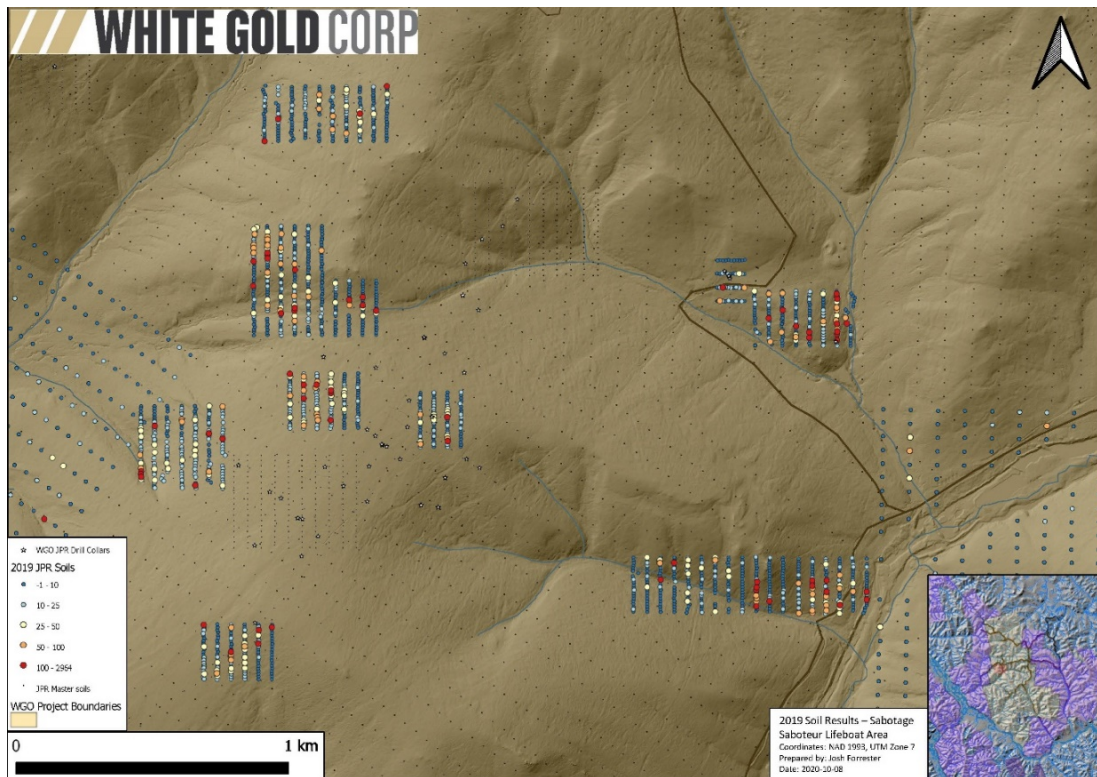 WHITE GOLD CORP
WGO JPR Drill Collars
2019 JPR Soils
-1 - 10
10 - 25
25 - 50
50 - 100
100 - 2964
JPR Master soils
WGO Project Boundaries
0 1 km
2019 Soil Results – Sabotage
Saboteur Lifeboat Area
Coordinates: NAD 1993, UTM Zone 7
Prepared by: Josh Forrester
Date: 2020-10-08